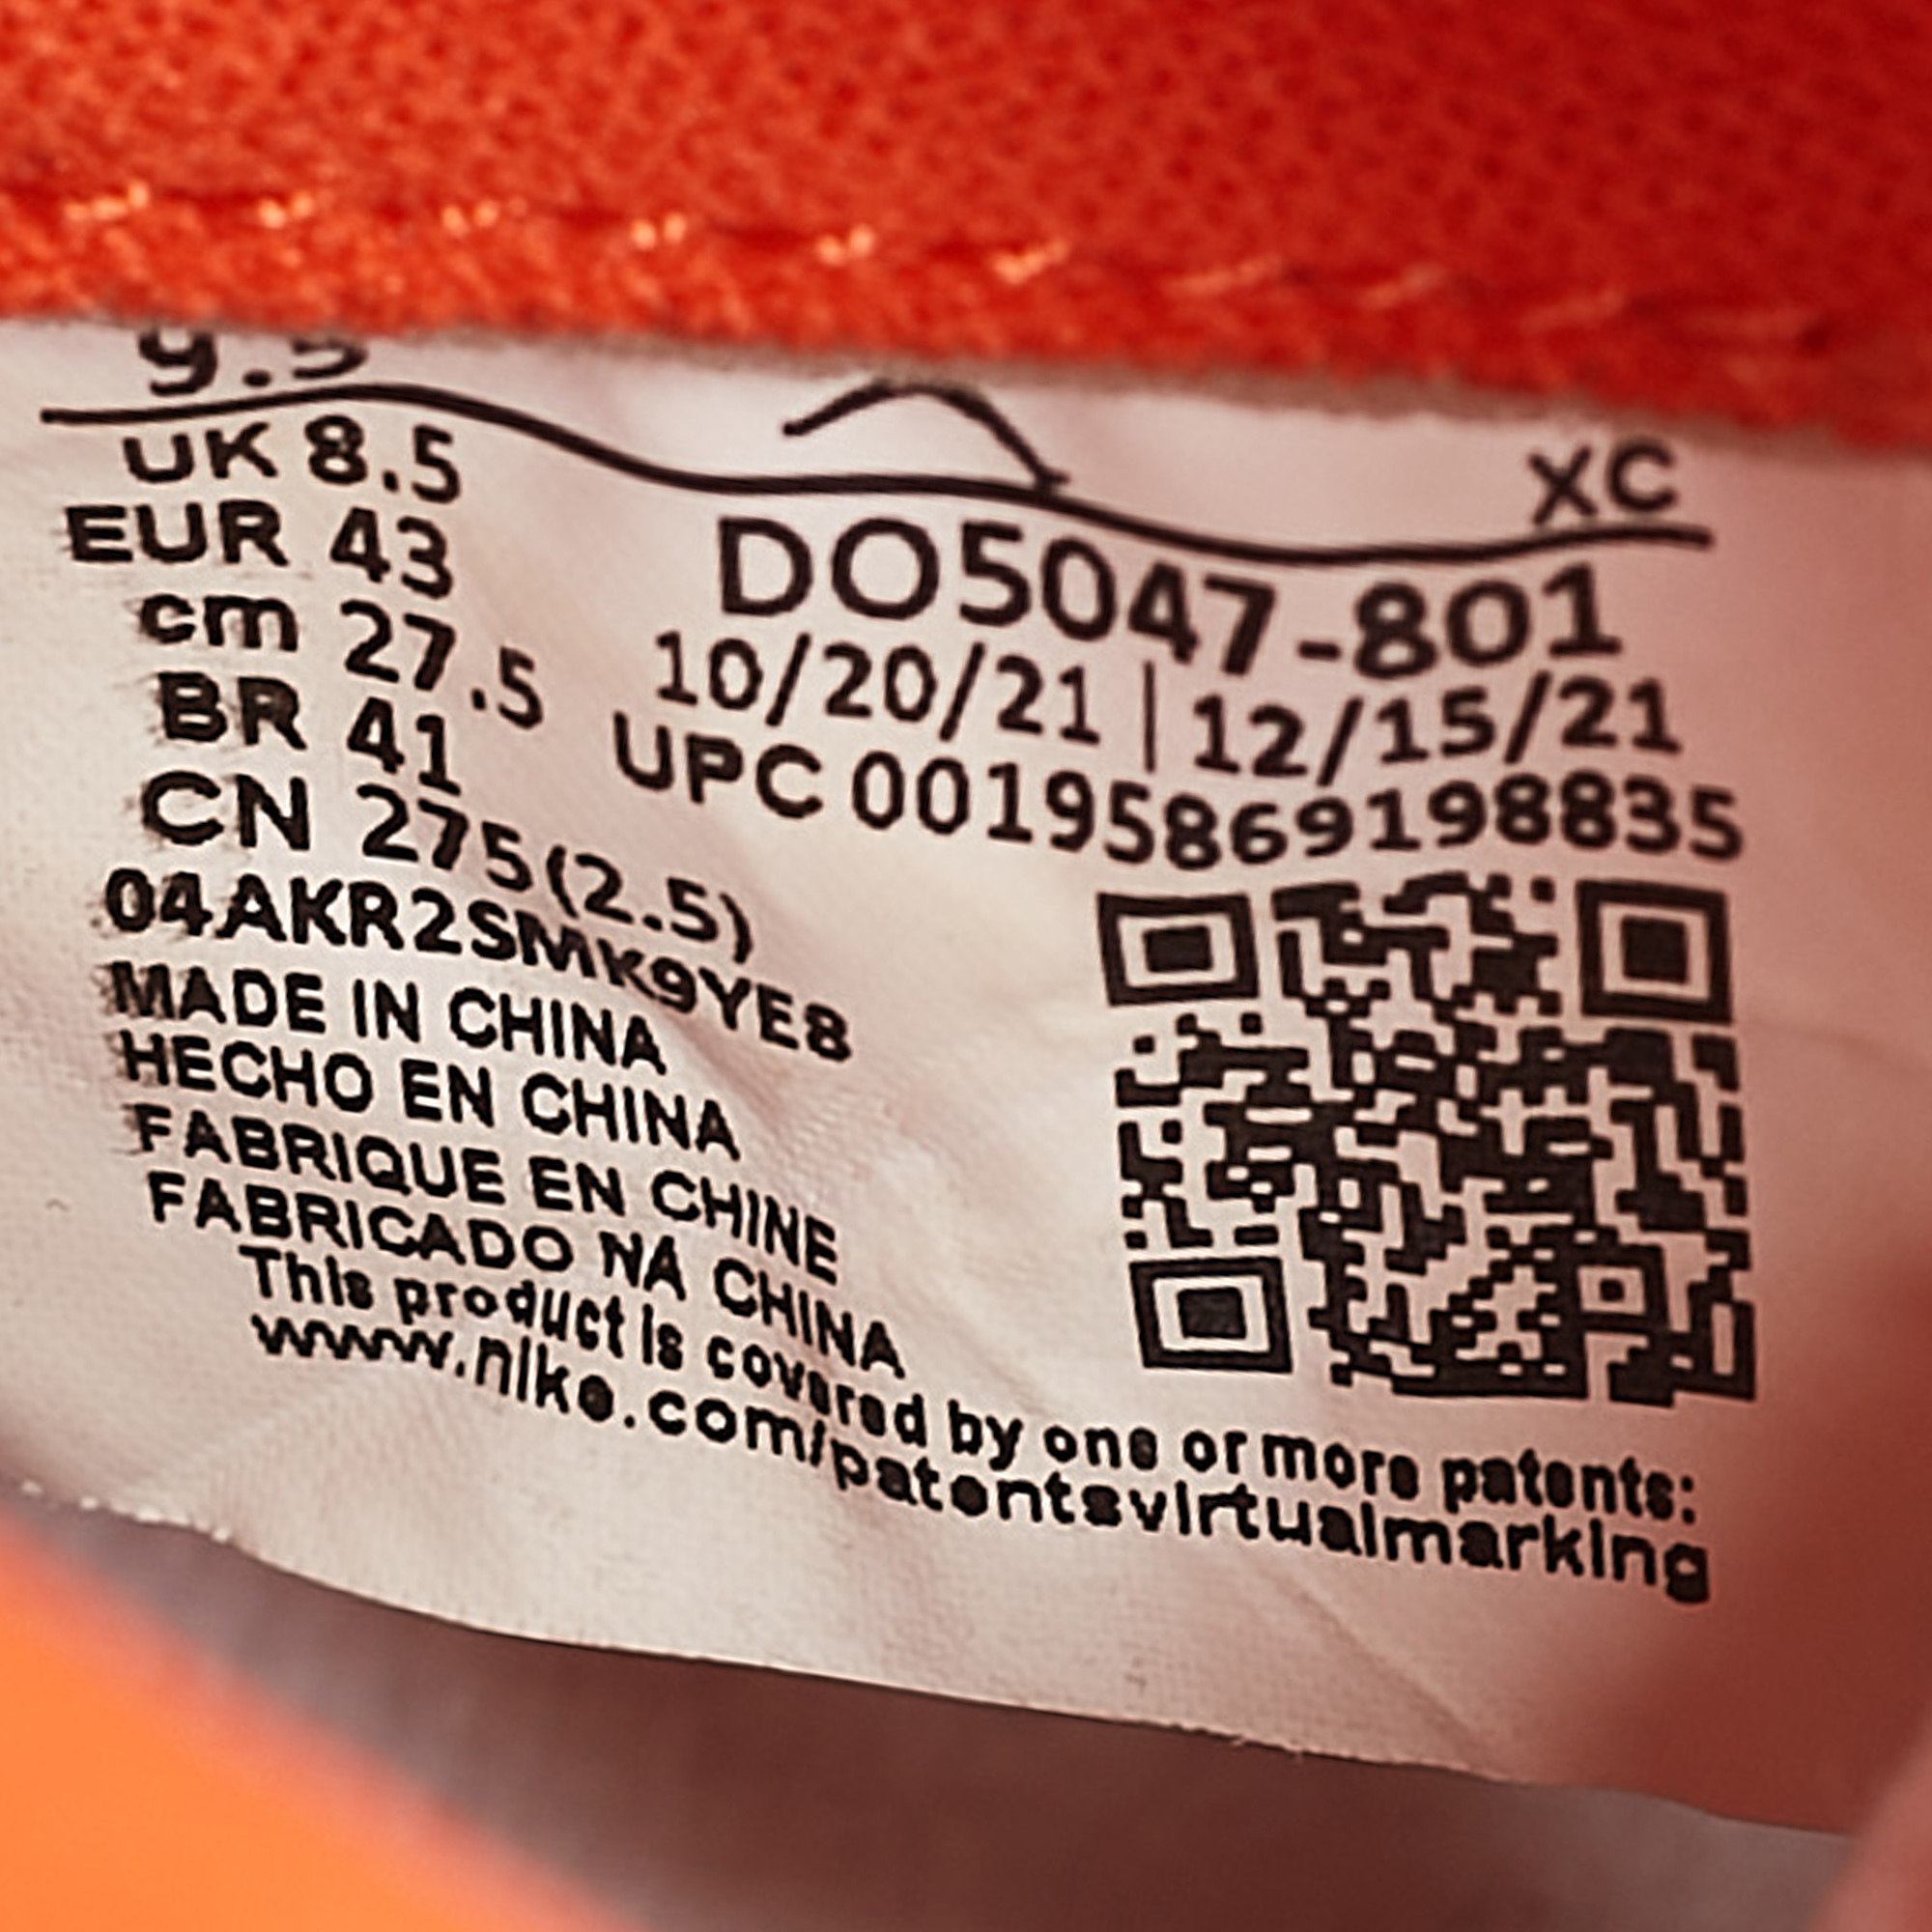 9.5
XC
UK 8.5
EUR 43
cm 27.5
BR 41
CN 275(2.5)
04AKR2SMK9YE8
DO5047-801
10/20/21 | 12/15/21
UPC 00195869198835
MADE IN CHINA
HECHO EN CHINA
FABRIQUE EN CHINE
FABRICADO NA CHINA
This product is covered by one or more patents:
www.nike.com/patentsvirtualmarking